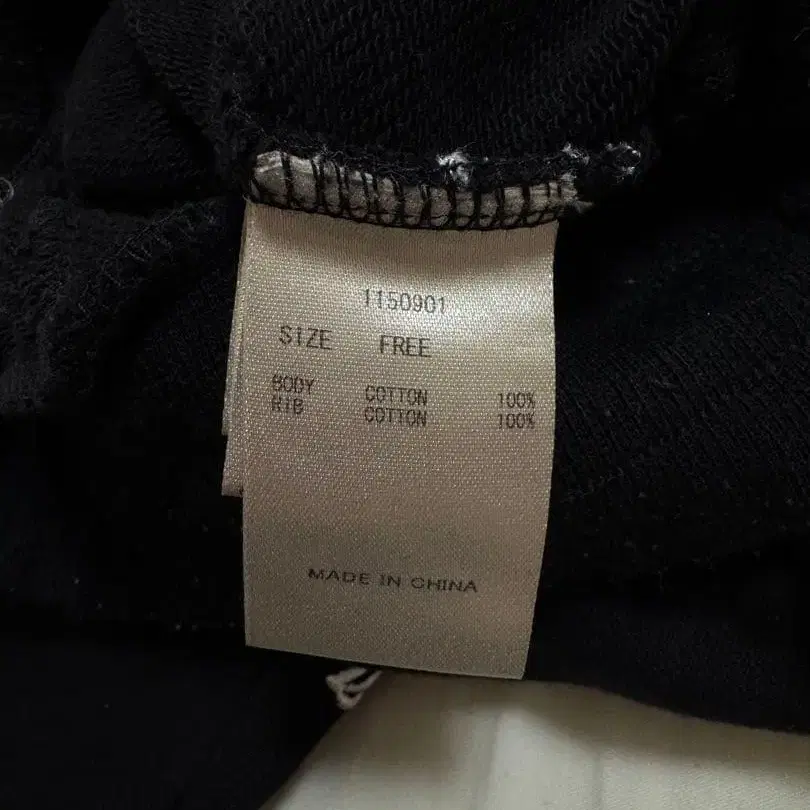 1150901
SIZE FREE
BODY COTTON 100%
RIB COTTON 100%
MADE IN CHINA